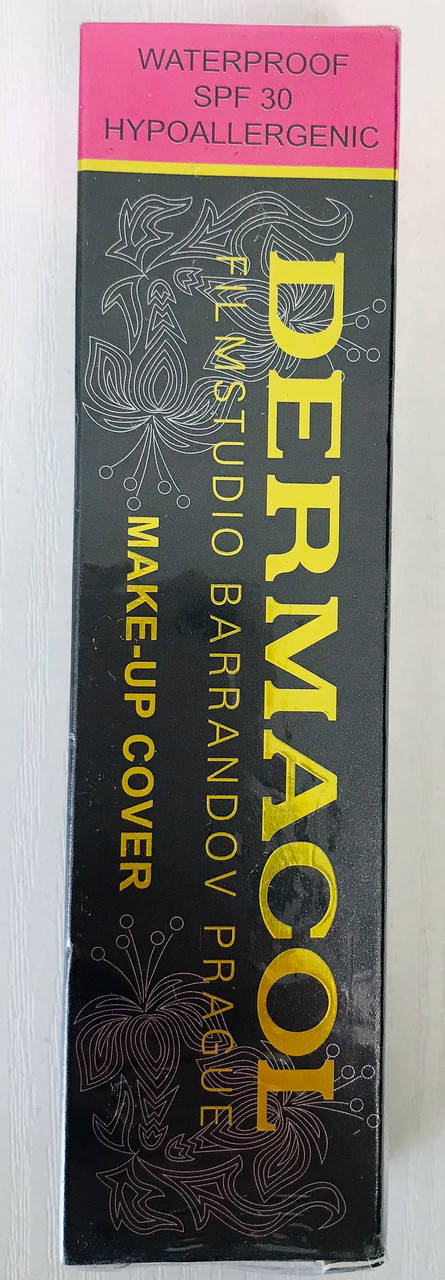 WATERPROOF
SPF 30
HYPOALLERGENIC
DERMACOL
FILMSTUDIO BARRANDOV PRAGUE
MAKE-UP COVER